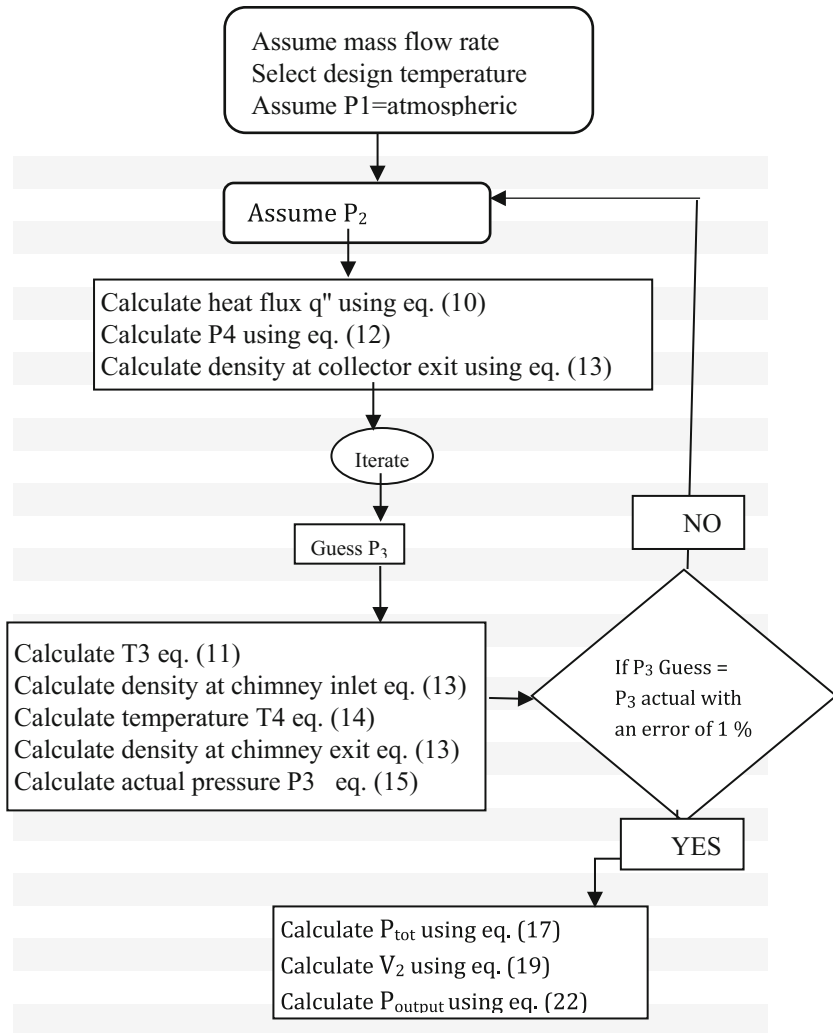 Assume mass flow rate
Select design temperature
Assume P1=atmospheric
Assume P₂
Calculate heat flux q" using eq. (10)
Calculate P4 using eq. (12)
Calculate density at collector exit using eq. (13)
Iterate
Guess P₃
NO
Calculate T3 eq. (11)
Calculate density at chimney inlet eq. (13)
Calculate temperature T4 eq. (14)
Calculate density at chimney exit eq. (13)
Calculate actual pressure P3 eq. (15)
If P₃ Guess =
P₃ actual with
an error of 1 %
YES
Calculate Pₜₒₜ using eq. (17)
Calculate V₂ using eq. (19)
Calculate Pₒᵤₜₚᵤₜ using eq. (22)